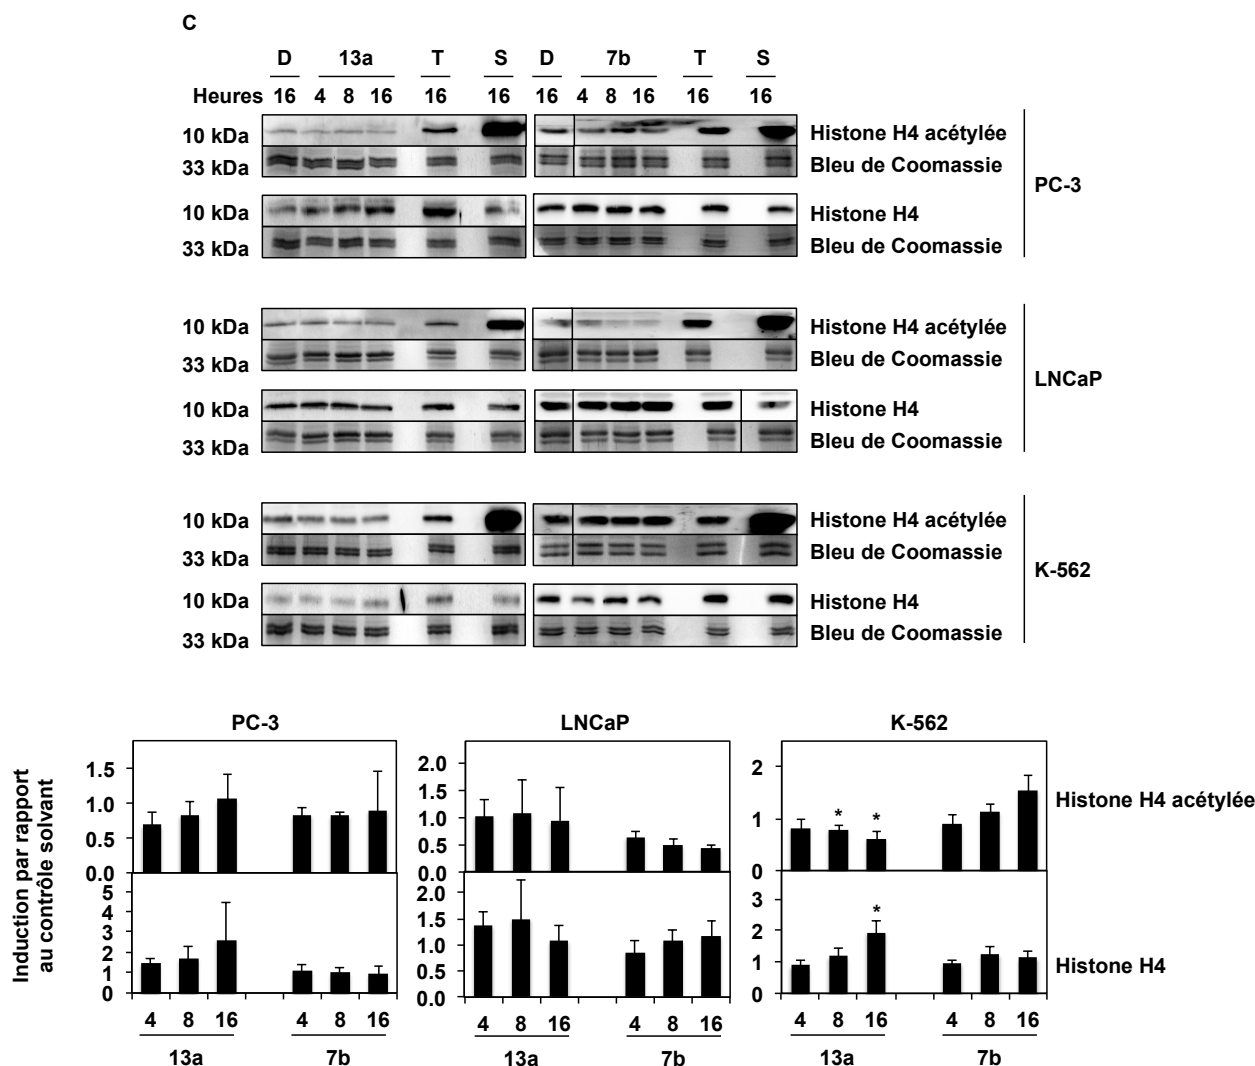 C
D 13a T S D 7b T S
Heures 16 4 8 16 16 16 16 4 8 16 16 16
10 kDa Histone H4 acétylée
33 kDa Bleu de Coomassie
PC-3
10 kDa Histone H4
33 kDa Bleu de Coomassie
10 kDa Histone H4 acétylée
33 kDa Bleu de Coomassie
LNCaP
10 kDa Histone H4
33 kDa Bleu de Coomassie
10 kDa Histone H4 acétylée
33 kDa Bleu de Coomassie
K-562
10 kDa Histone H4
33 kDa Bleu de Coomassie
Induction par rapport
au contrôle solvant
PC-3
1.5
1.0
0.5
0.0
5
4
3
2
1
0
4 8 16 4 8 16
13a 7b
LNCaP
2.0
1.5
1.0
0.5
0.0
2.0
1.5
1.0
0.5
0.0
4 8 16 4 8 16
13a 7b
K-562
2
1
0
* *
3
2
1
0
*
4 8 16 4 8 16
13a 7b
Histone H4 acétylée
Histone H4